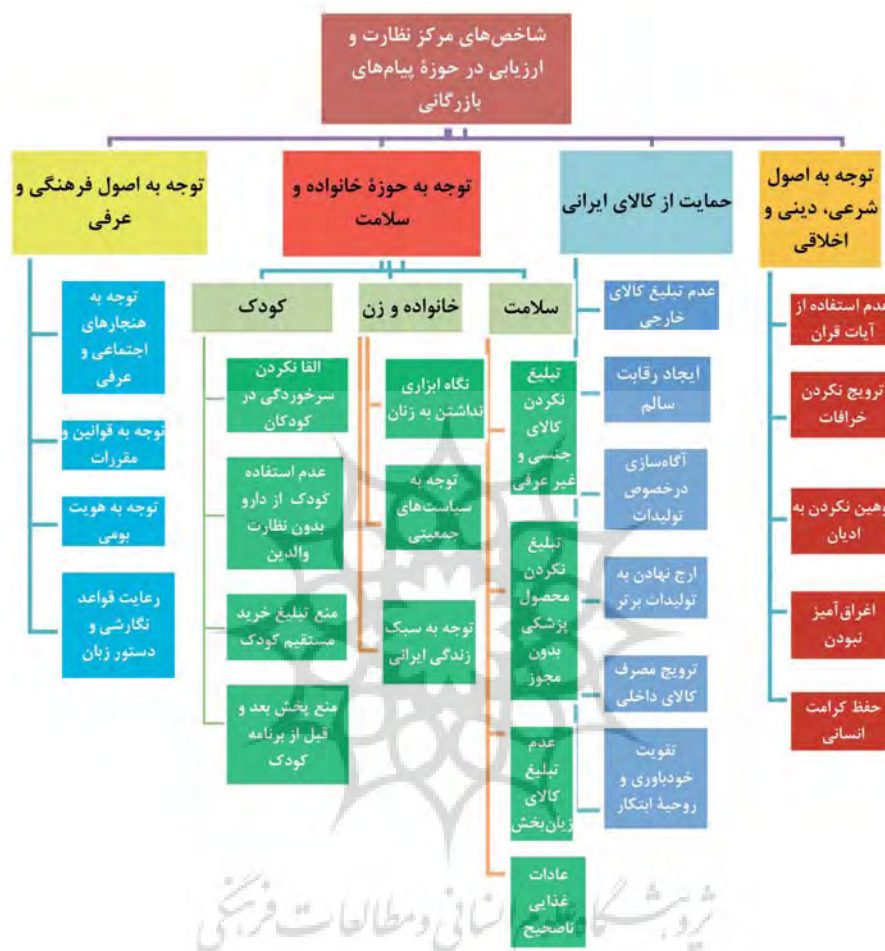 شاخص‌های مرکز نظارت و
ارزیابی در حوزهٔ پیام‌های
بازرگانی
توجه به اصول
شرعی، دینی و
اخلاقی
عدم استفاده از
آیات قران
ترویج نکردن
خرافات
وهین نکردن به
ادیان
اغراق‌آمیز
نبودن
حفظ کرامت
انسانی
حمایت از کالای ایرانی
عدم تبلیغ کالای
خارجی
ایجاد رقابت
سالم
آگاه‌سازی
درخصوص
تولیدات
ارج نهادن به
تولیدات برتر
ترویج مصرف
کالای داخلی
تقویت
خودباوری و
روحیهٔ ابتکار
توجه به حوزهٔ خانواده و
سلامت
سلامت
تبلیغ
نکردن
کالای
جنسی و
غیر عرفی
تبلیغ
نکردن
محصول
پزشکی
بدون
مجوز
عدم
تبلیغ
کالای
زیان‌بخش
عادات
غذایی
ناصحیح
خانواده و زن
نگاه ابزاری
نداشتن به زنان
توجه به
سیاست‌های
جمعیتی
توجه به سبک
زندگی ایرانی
کودک
القا نکردن
سرخوردگی در
کودکان
عدم استفاده
کودک از دارو
بدون نظارت
والدین
منع تبلیغ خرید
مستقیم کودک
منع پخش بعد و
قبل از برنامه
کودک
توجه به اصول فرهنگی و
عرفی
توجه به
هنجارهای
اجتماعی و
عرفی
توجه به قوانین و
مقررات
توجه به هویت
بومی
رعایت قواعد
نگارشی و
دستور زبان
پژوهشگاه علوم انسانی و مطالعات فرهنگی